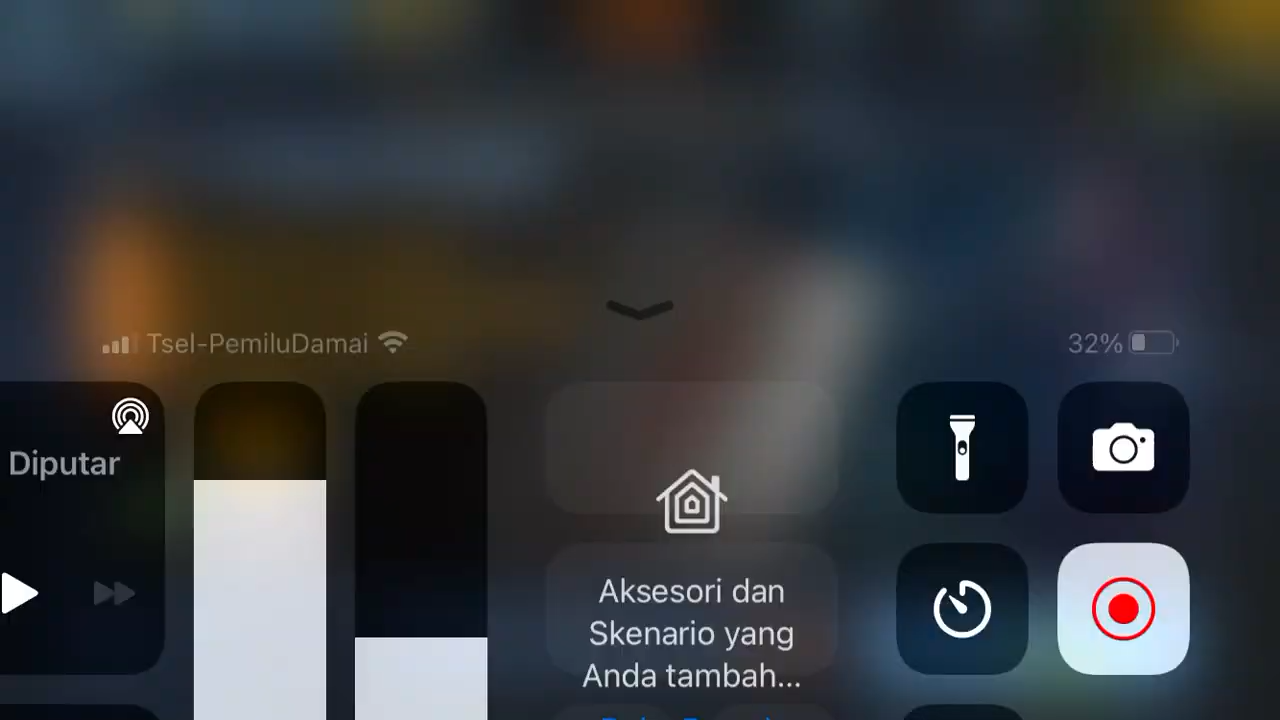 Tsel-PemiluDamai
32%
Diputar
Aksesori dan
Skenario yang
Anda tambah...